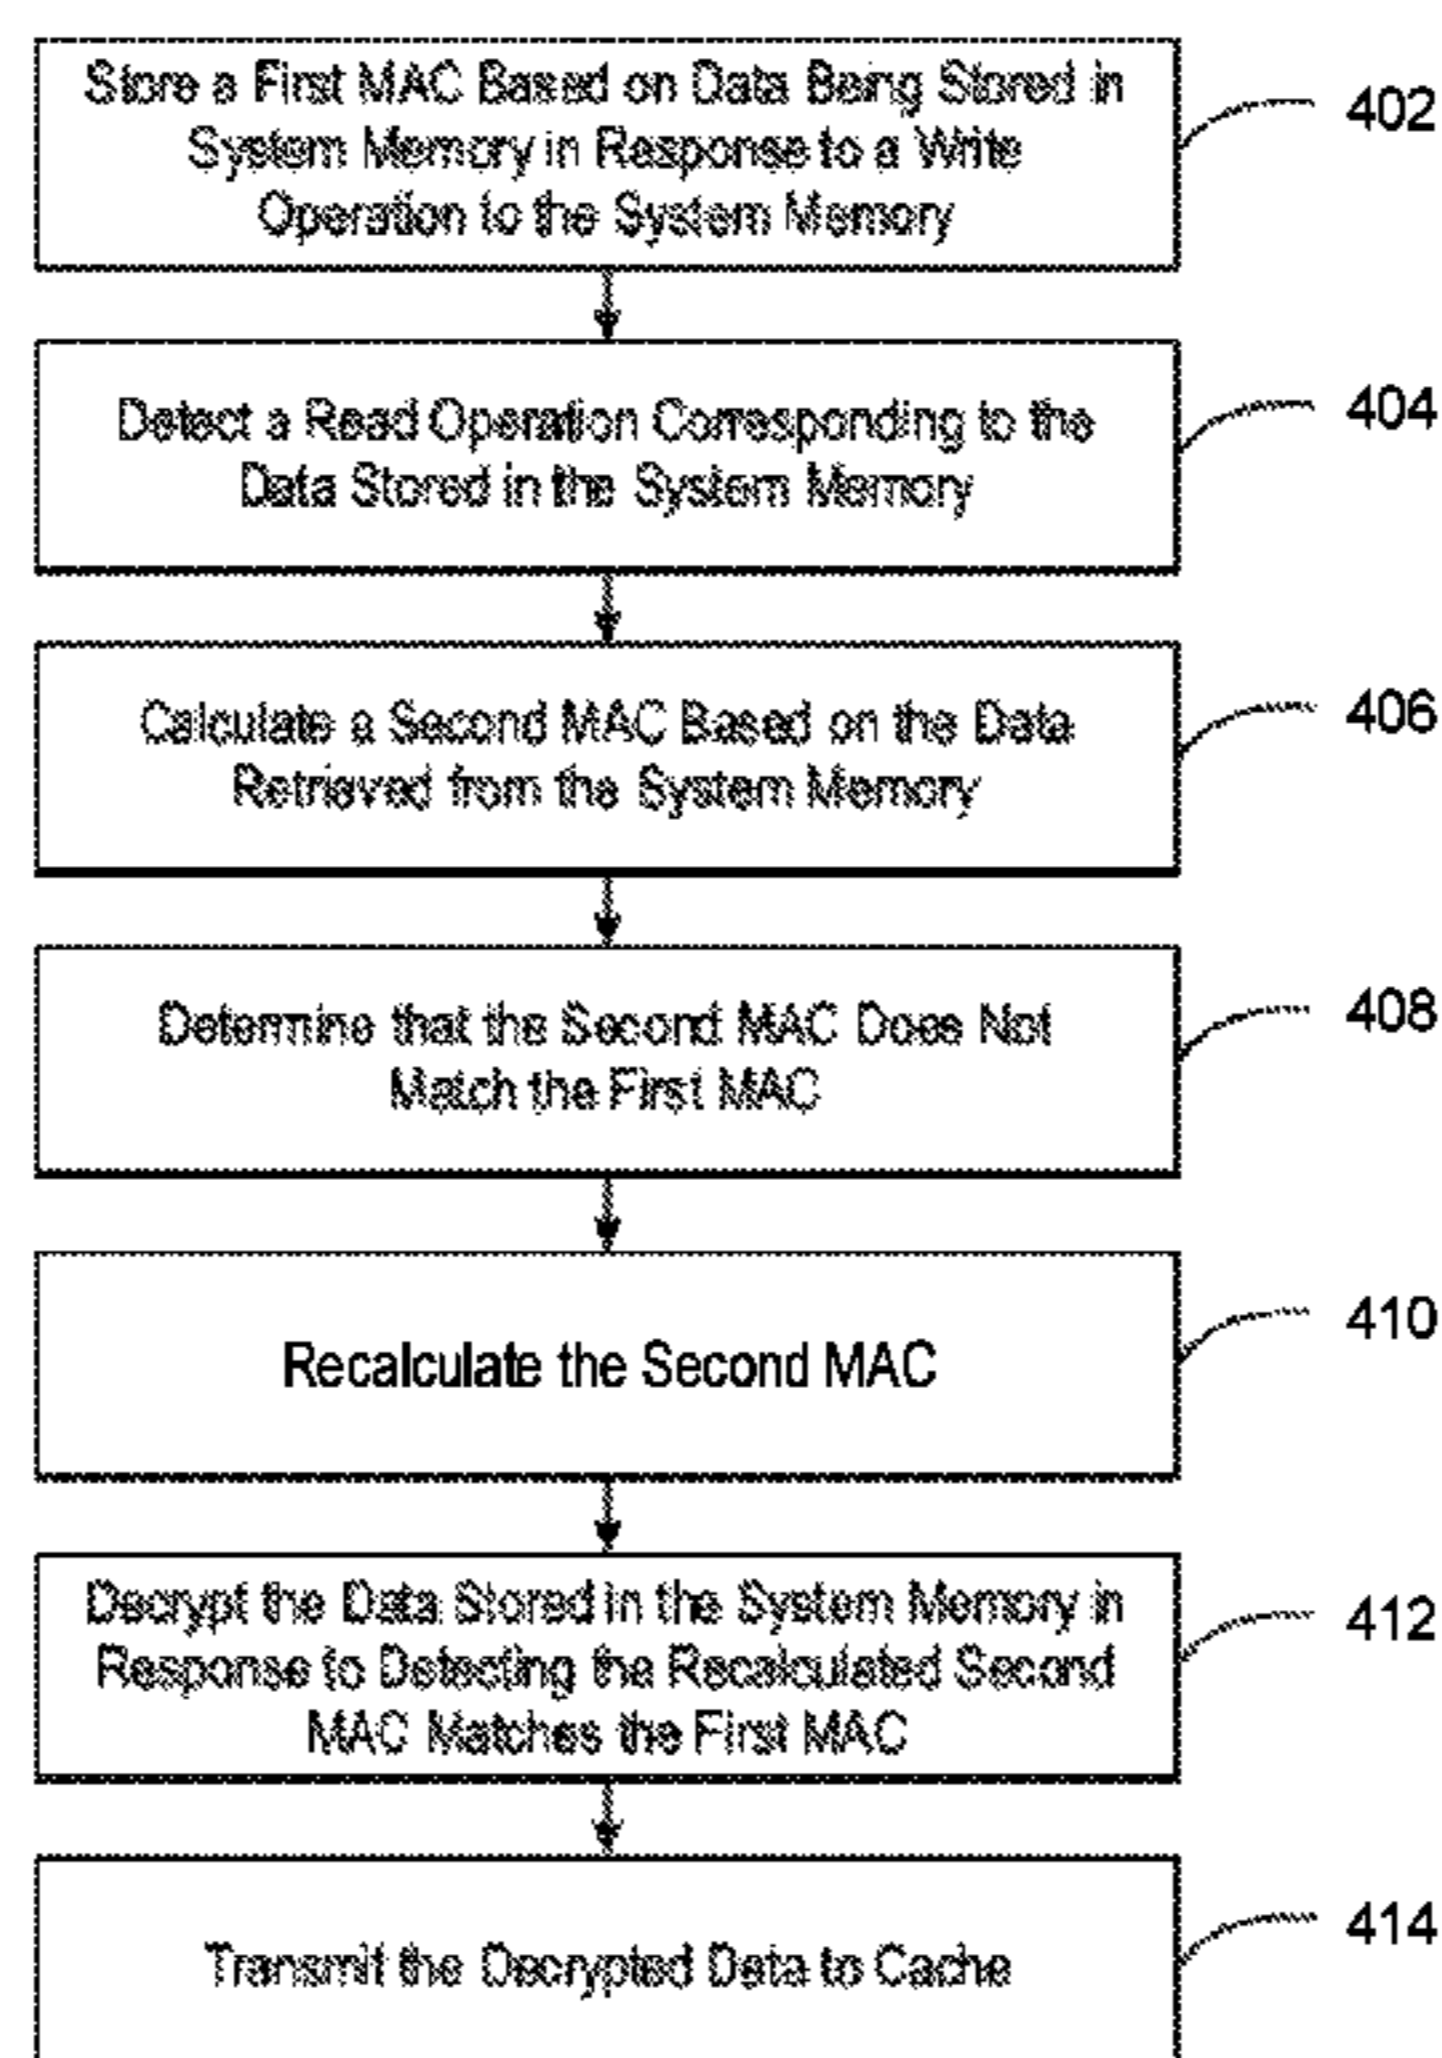 Store a First MAC Based on Data Being Stored in
System Memory in Response to a Write
Operation to the System Memory
402
Detect a Read Operation Corresponding to the
Data Stored in the System Memory
404
Calculate a Second MAC Based on the Data
Retrieved from the System Memory
406
Determine that the Second MAC Does Not
Match the First MAC
408
Recalculate the Second MAC
410
Decrypt the Data Stored in the System Memory in
Response to Detecting the Recalculated Second
MAC Matches the First MAC
412
Transmit the Decrypted Data to Cache
414